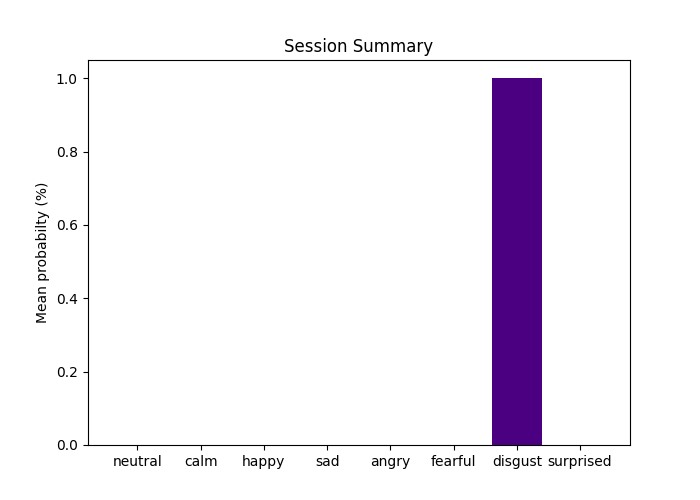 Session Summary
Mean probabilty (%)
1.0
0.8
0.6
0.4
0.2
0.0
neutral calm happy sad angry fearful disgust surprised